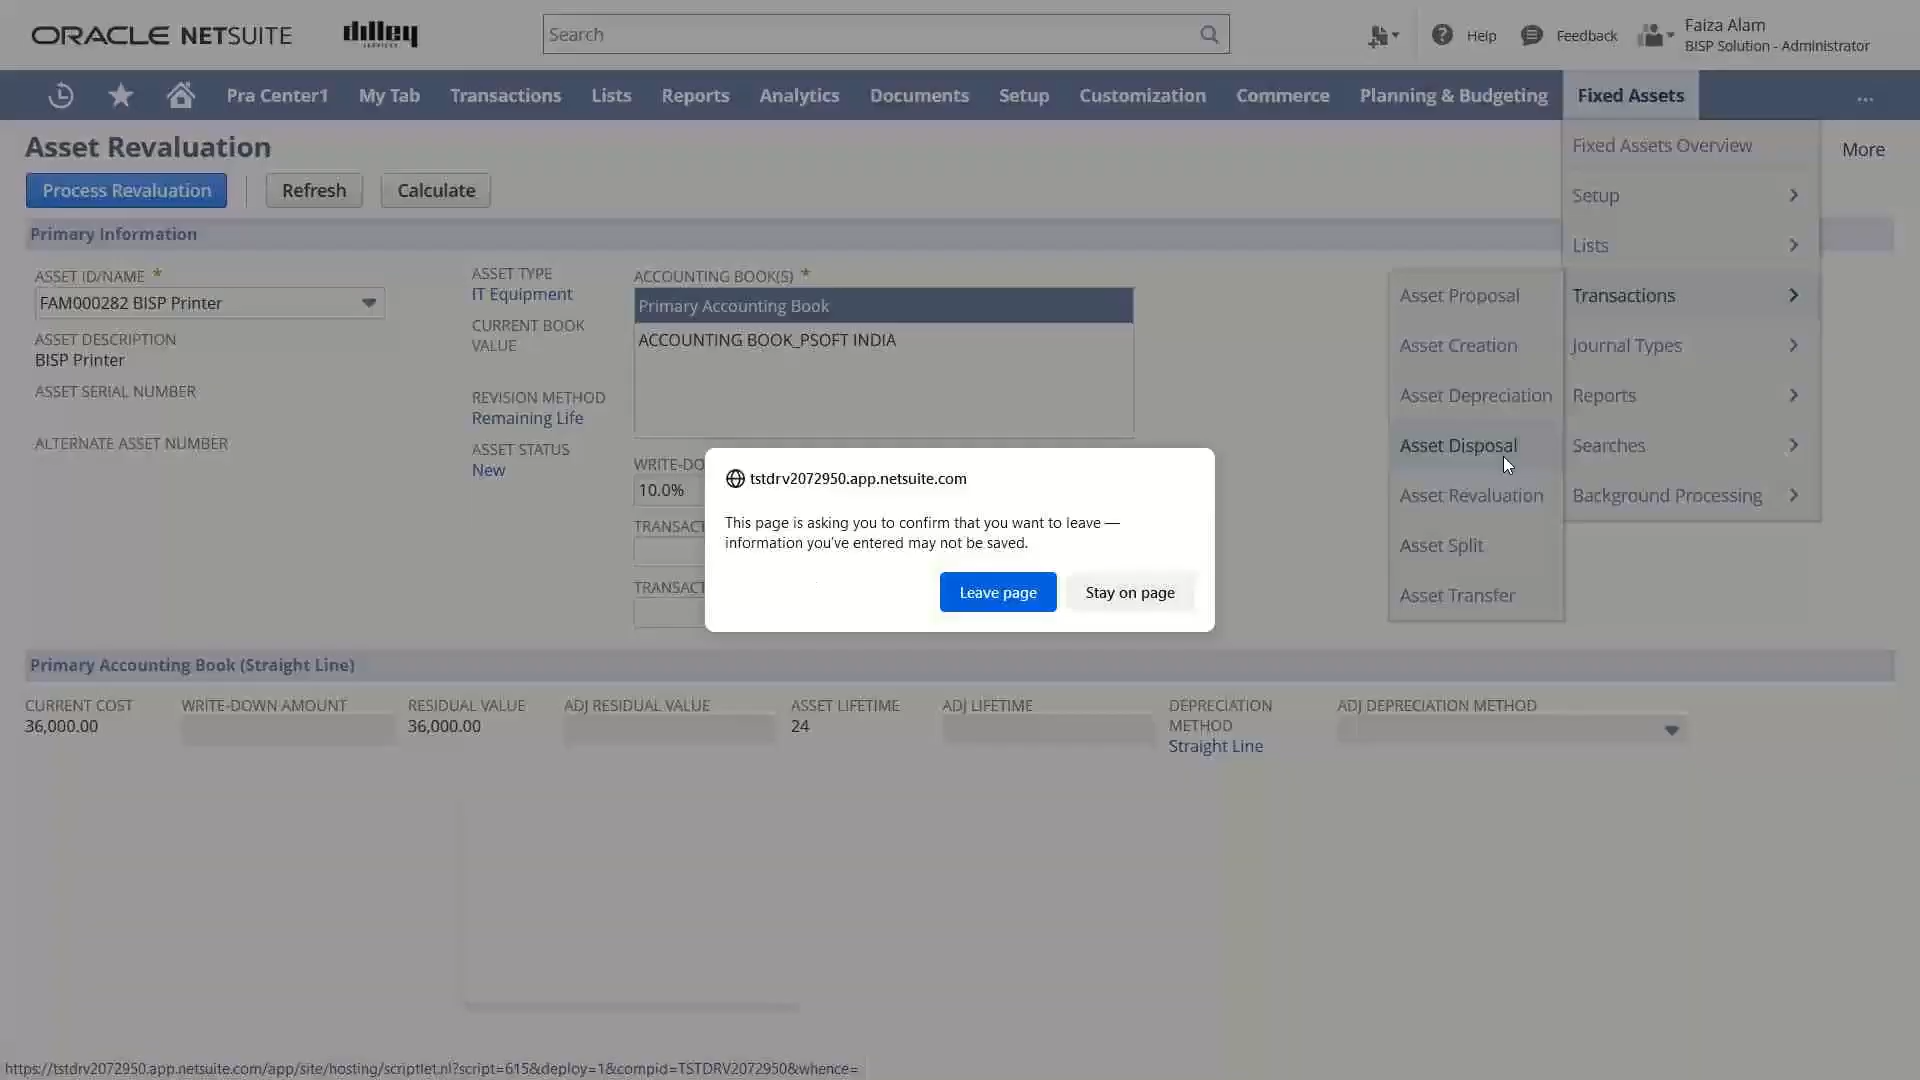 ORACLE NETSUITE
dilley
SERVICES
Search
Help
Feedback
Faiza Alam
BISP Solution - Administrator
Pra Center1
My Tab
Transactions
Lists
Reports
Analytics
Documents
Setup
Customization
Commerce
Planning & Budgeting
Fixed Assets
...
Asset Revaluation
More
Process Revaluation
Refresh
Calculate
Fixed Assets Overview
Setup
Lists
Transactions
Journal Types
Reports
Searches
Background Processing
Asset Proposal
Asset Creation
Asset Depreciation
Asset Disposal
Asset Revaluation
Asset Split
Asset Transfer
Primary Information
ASSET ID/NAME *
FAM000282 BISP Printer
ASSET DESCRIPTION
BISP Printer
ASSET SERIAL NUMBER
ALTERNATE ASSET NUMBER
ASSET TYPE
IT Equipment
CURRENT BOOK
VALUE
REVISION METHOD
Remaining Life
ASSET STATUS
New
ACCOUNTING BOOK(S) *
Primary Accounting Book
ACCOUNTING BOOK_PSOFT INDIA
WRITE-DO
10.0%
TRANSACT
TRANSACT
tstdrv2072950.app.netsuite.com
This page is asking you to confirm that you want to leave —
information you've entered may not be saved.
Leave page
Stay on page
Primary Accounting Book (Straight Line)
CURRENT COST
36,000.00
WRITE-DOWN AMOUNT
RESIDUAL VALUE
36,000.00
ADJ RESIDUAL VALUE
ASSET LIFETIME
24
ADJ LIFETIME
DEPRECIATION
METHOD
Straight Line
ADJ DEPRECIATION METHOD
https://tstdrv2072950.app.netsuite.com/app/site/hosting/scriptlet.nl?script=615&deploy=1&compid=TSTDRV2072950&whence=